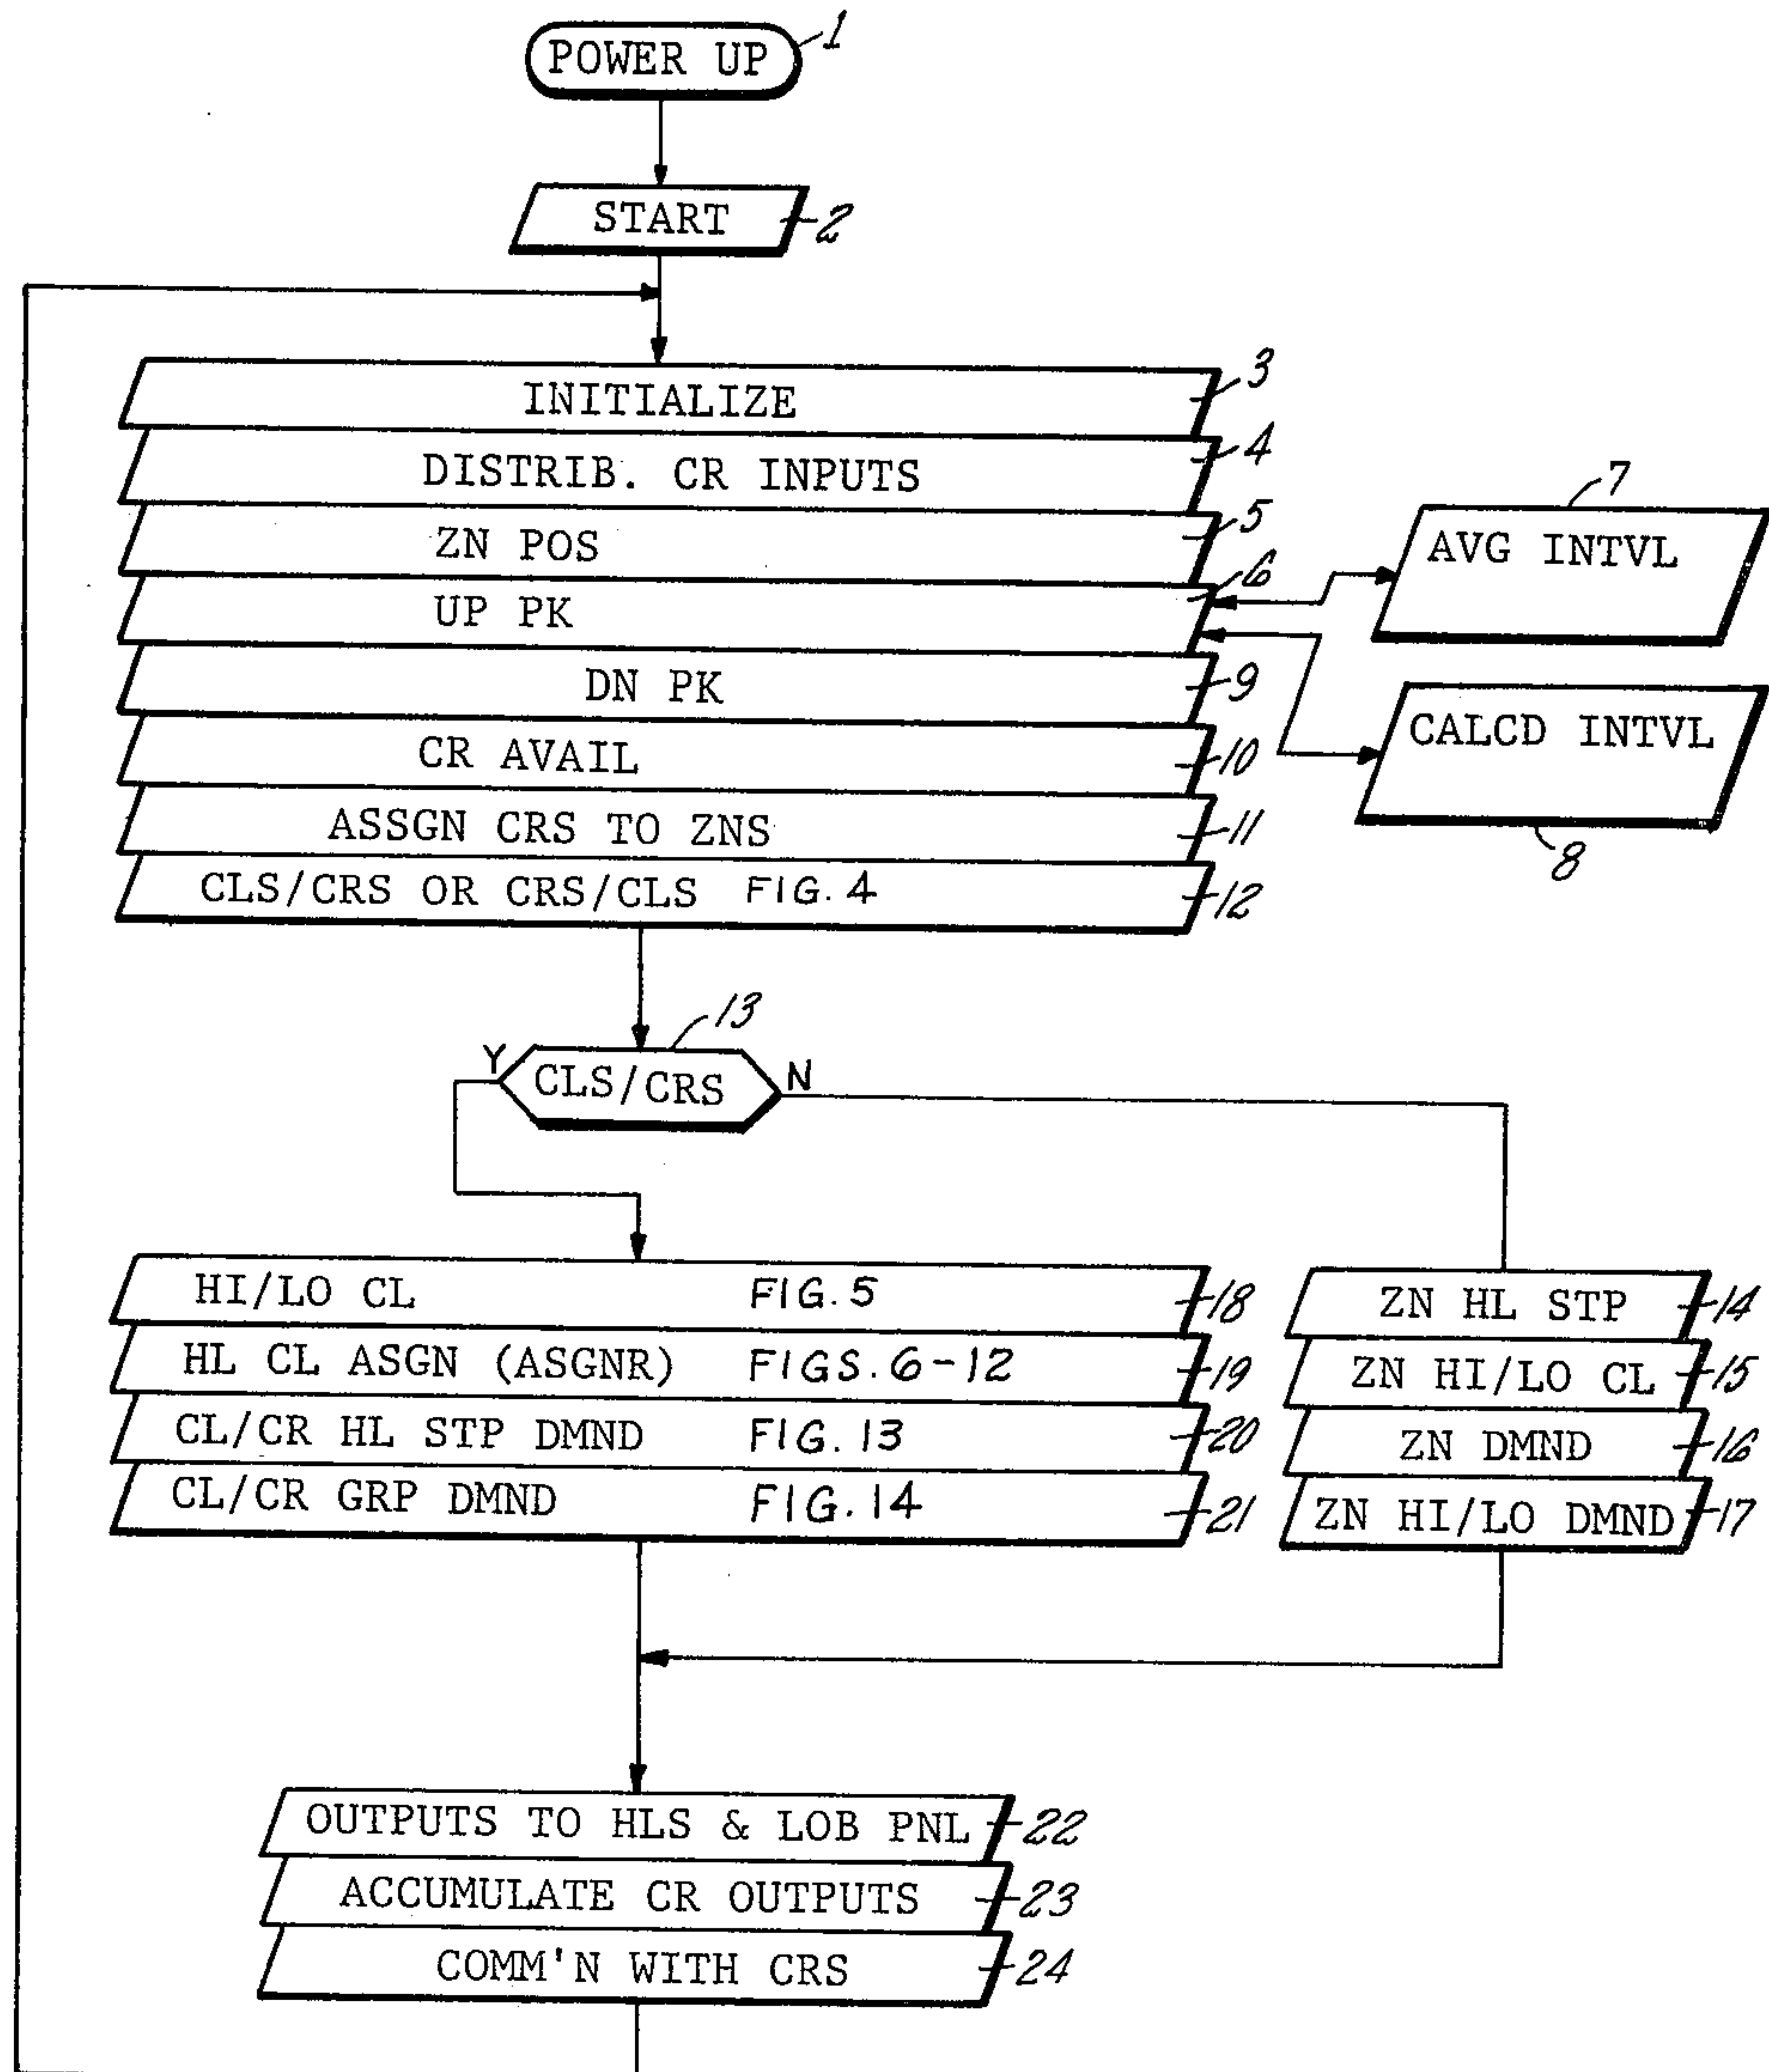 POWER UP 1
START 2
INITIALIZE 3
DISTRIB. CR INPUTS 4
ZN POS 5
UP PK 6
7
AVG INTVL
CALCD INTVL
8
DN PK 9
CR AVAIL 10
ASSGN CRS TO ZNS 11
CLS/CRS OR CRS/CLS FIG. 4 12
13
Y CLS/CRS N
HI/LO CL FIG. 5 18
HL CL ASGN (ASGNR) FIGS. 6-12 19
CL/CR HL STP DMND FIG. 13 20
CL/CR GRP DMND FIG. 14 21
ZN HL STP 14
ZN HI/LO CL 15
ZN DMND 16
ZN HI/LO DMND 17
OUTPUTS TO HLS & LOB PNL 22
ACCUMULATE CR OUTPUTS 23
COMM'N WITH CRS 24